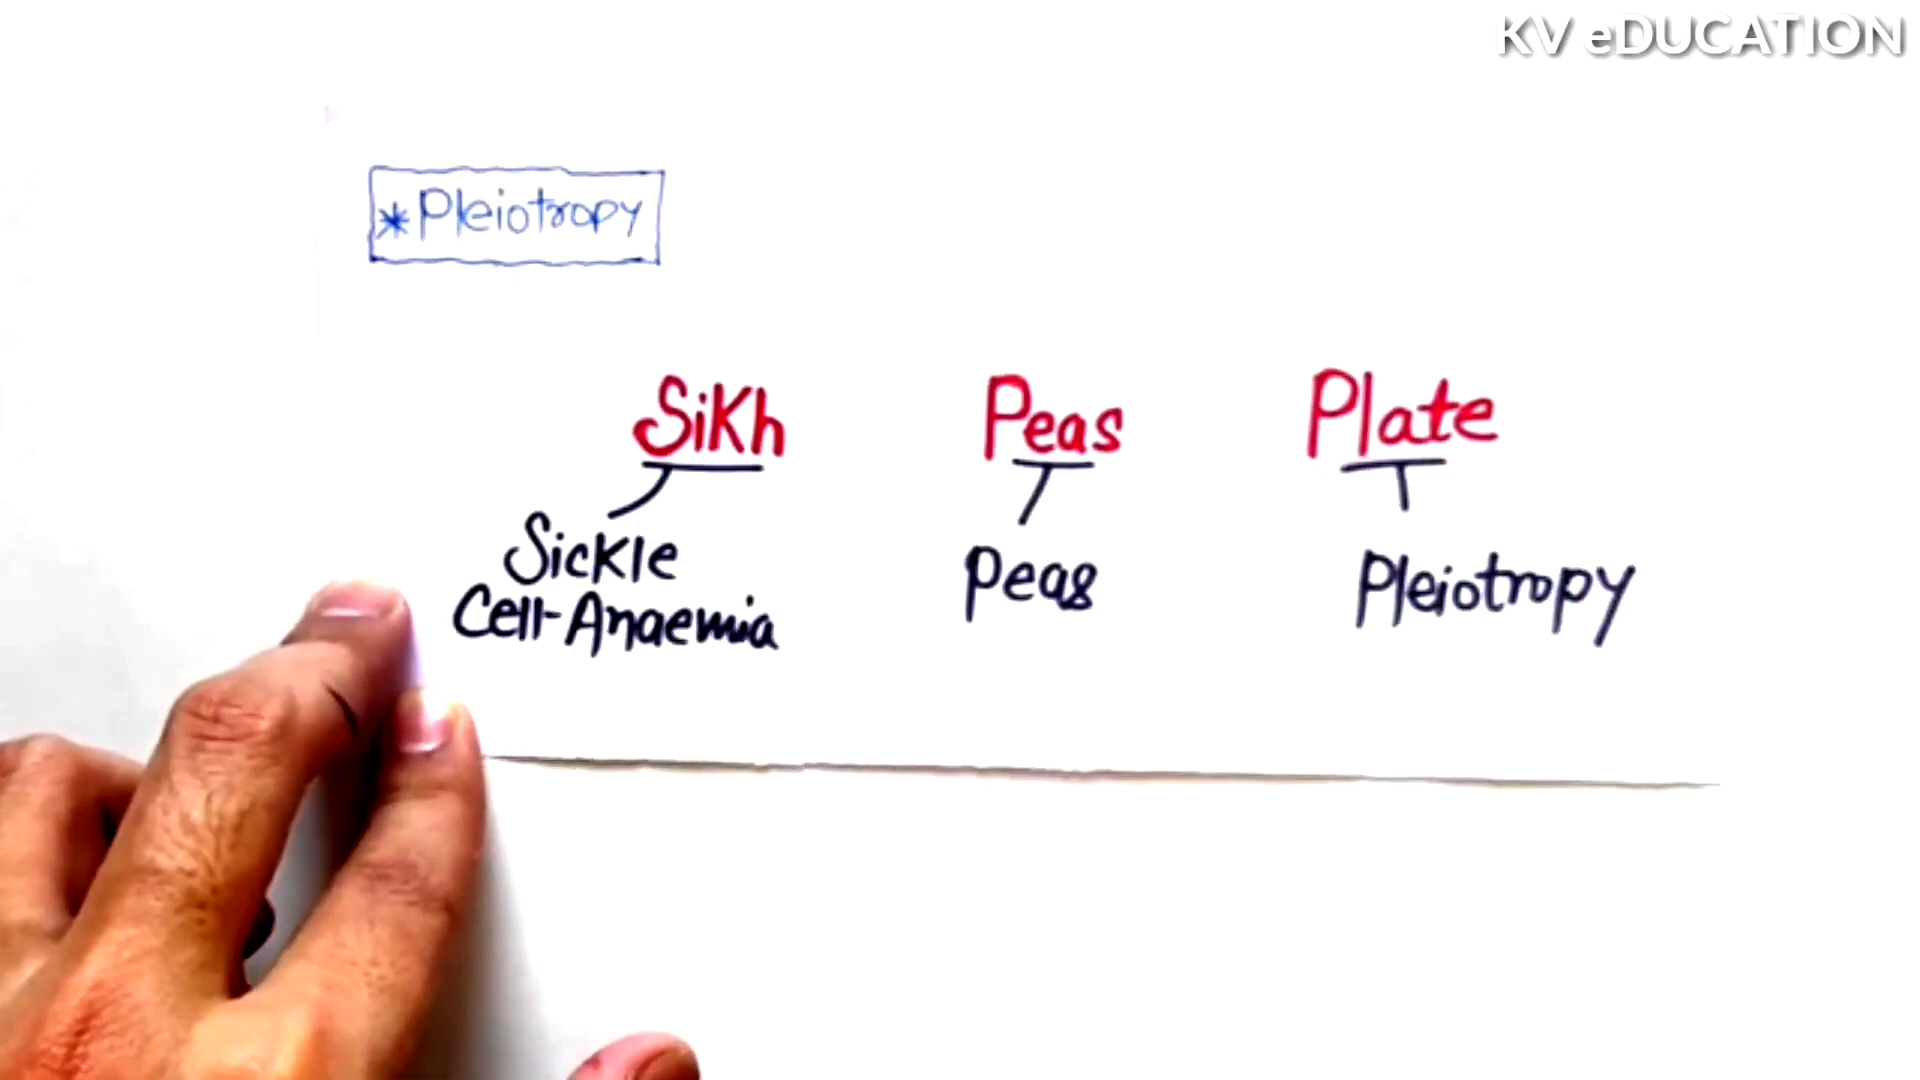 KV eDUCATION
*Pleiotropy
SiKh Peas Plate
Sickle Peas Pleiotropy
Cell-Anaemia